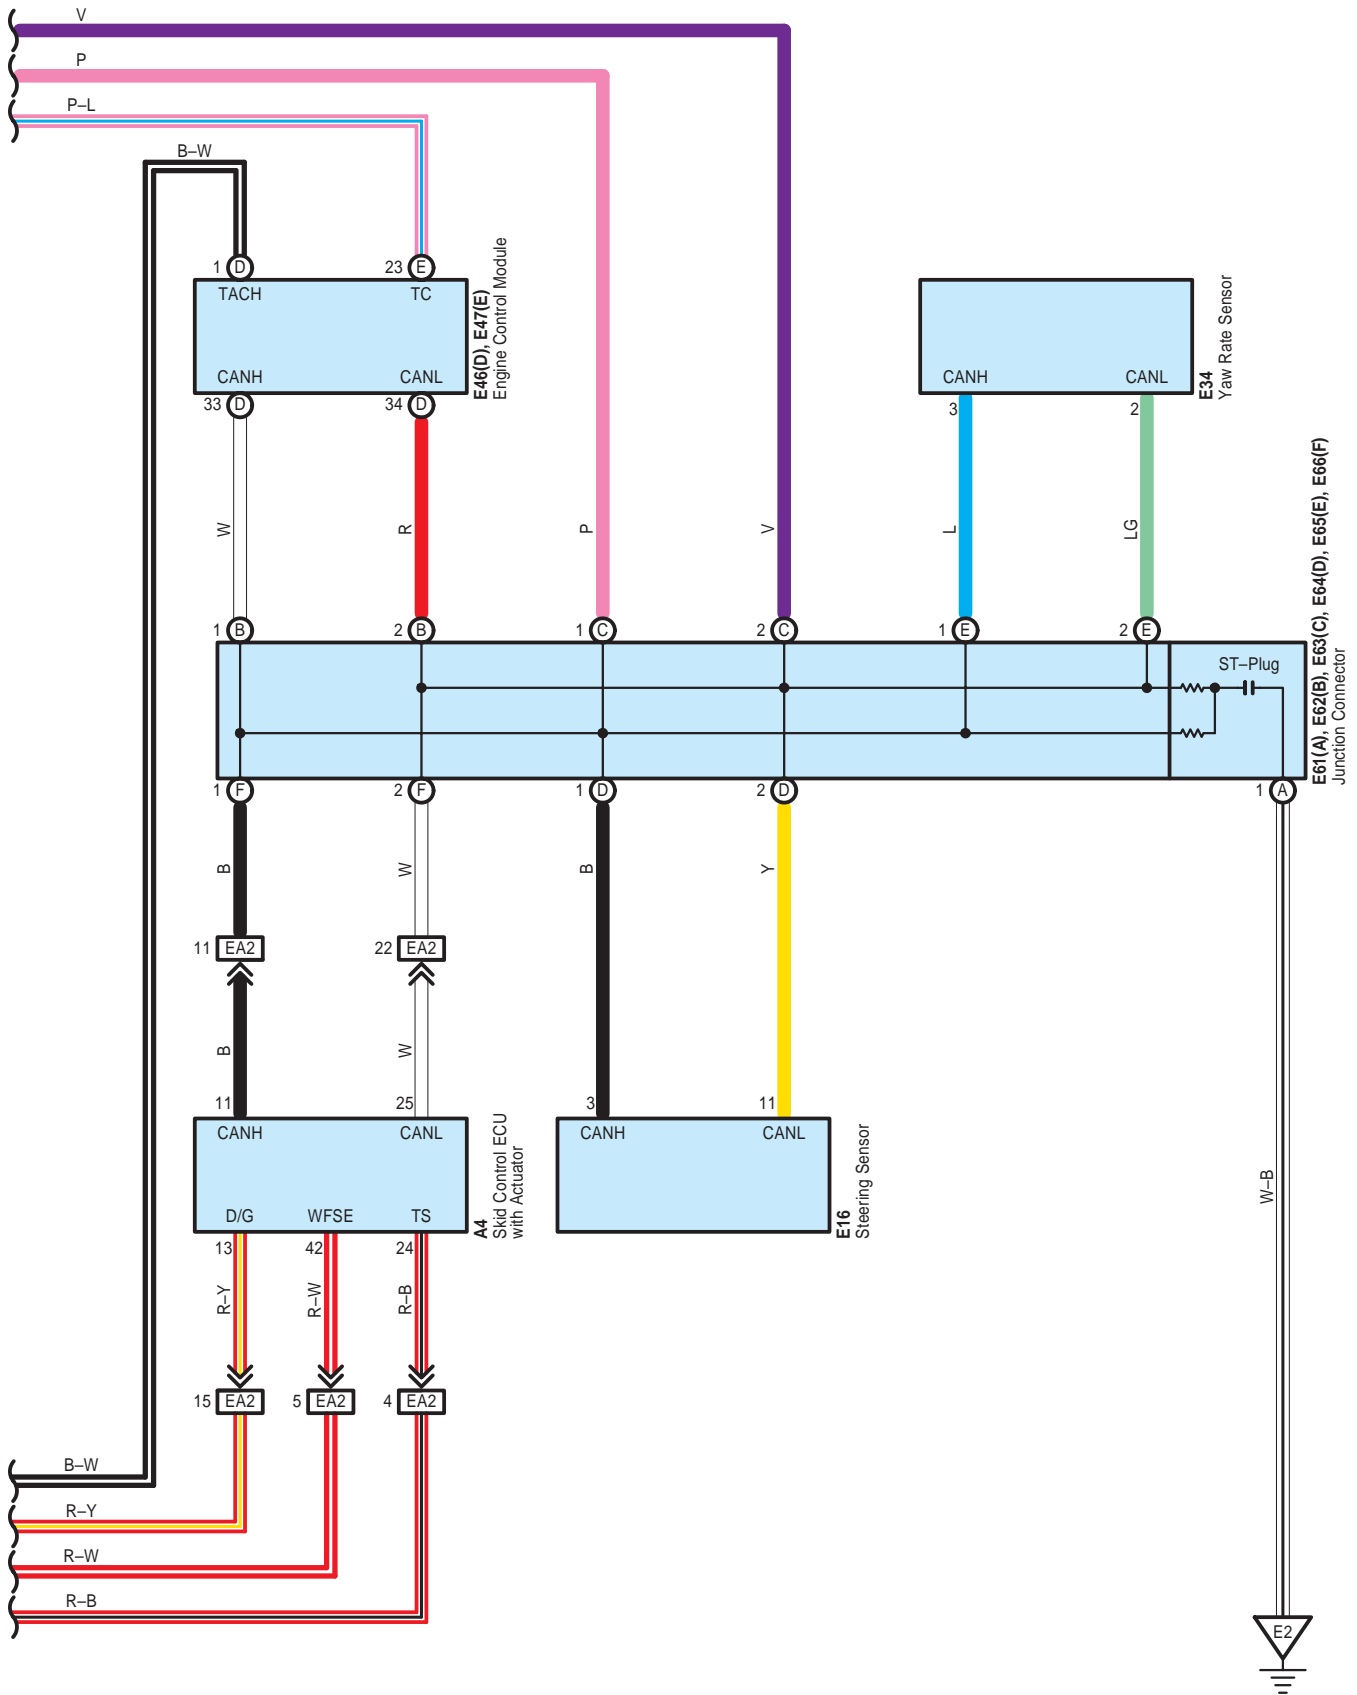 V
P
P–L
B–W
1 D
23 E
TACH
TC
CANH
CANL
E46(D), E47(E)
Engine Control Module
33 D
34 D
CANH
CANL
E34
Yaw Rate Sensor
3
2
W
R
P
V
L
LG
1 B
2 B
1 C
2 C
1 E
2 E
ST–Plug
E61(A), E62(B), E63(C), E64(D), E65(E), E66(F)
Junction Connector
1 F
2 F
1 D
2 D
1 A
B
W
B
Y
11 EA2
22 EA2
B
W
11
25
3
11
CANH
CANL
D/G
WFSE
TS
A4
Skid Control ECU
with Actuator
CANH
CANL
E16
Steering Sensor
W–B
13
42
24
R–Y
R–W
R–B
15 EA2
5 EA2
4 EA2
B–W
R–Y
R–W
R–B
E2